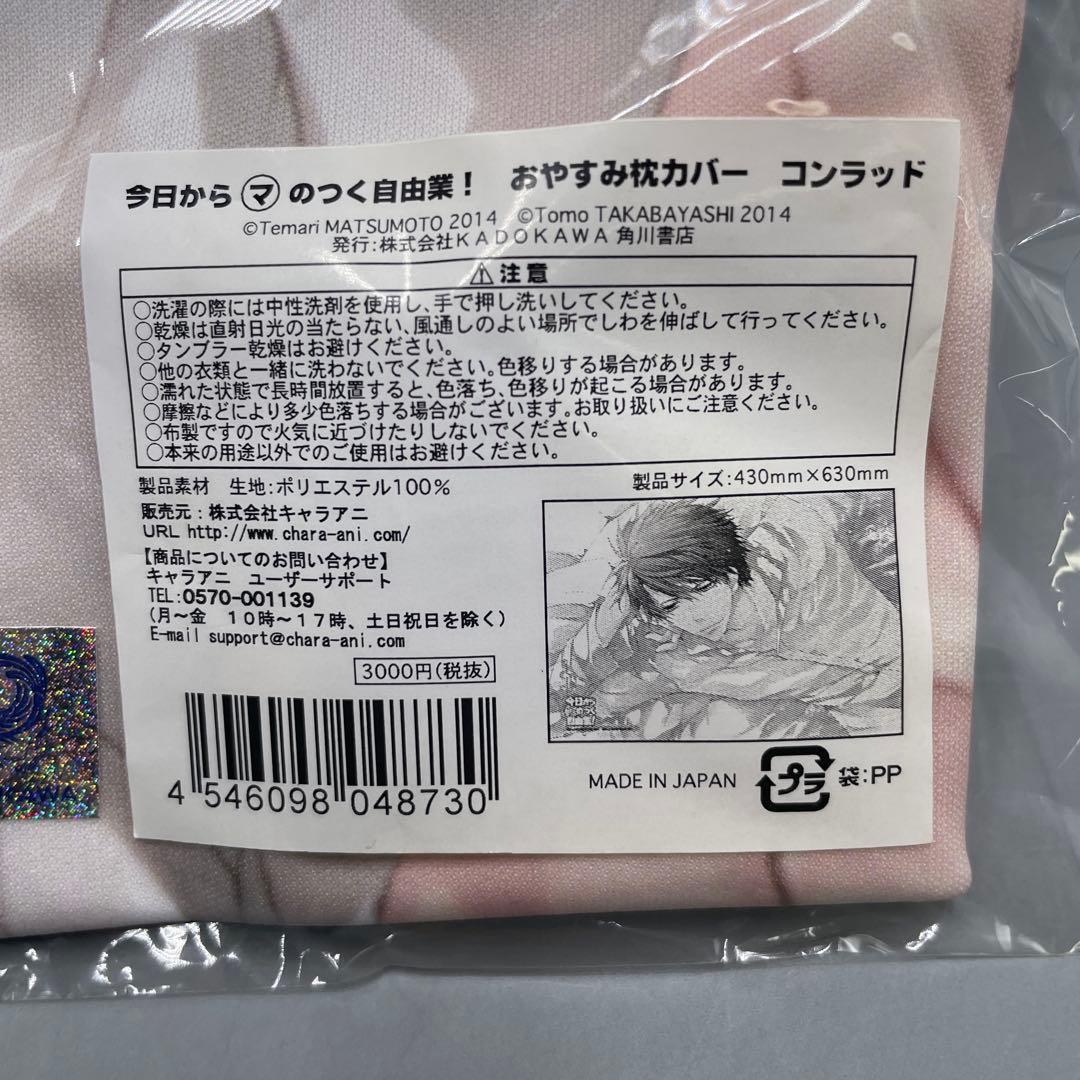 今日から㋮のつく自由業! おやすみ枕カバー コンラッド
©Temari MATSUMOTO 2014 ©Tomo TAKABAYASHI 2014
発行:株式会社KADOKAWA 角川書店
⚠注意
○洗濯の際には中性洗剤を使用し、手で押し洗いしてください。
○乾燥は直射日光の当たらない、風通しのよい場所でしわを伸ばして行ってください。
○タンブラー乾燥はお避けください。
○他の衣類と一緒に洗わないでください。色移りする場合があります。
○濡れた状態で長時間放置すると、色落ち、色移りが起こる場合があります。
○摩擦などにより多少色落ちする場合がございます。お取り扱いにご注意ください。
○布製ですので火気に近づけたりしないでください。
○本来の用途以外でのご使用はお避けください。
製品素材 生地:ポリエステル100%
製品サイズ:430mm×630mm
販売元:株式会社キャラアニ
URL http://www.chara-ani.com/
【商品についてのお問い合わせ】
キャラアニ ユーザーサポート
TEL:0570-001139
(月～金 10時～17時、土日祝日を除く)
E-mail support@chara-ani.com
3000円(税抜)
4 546098 048730
今日から
㋮のつく
自由業!
MADE IN JAPAN
プラ
袋:PP